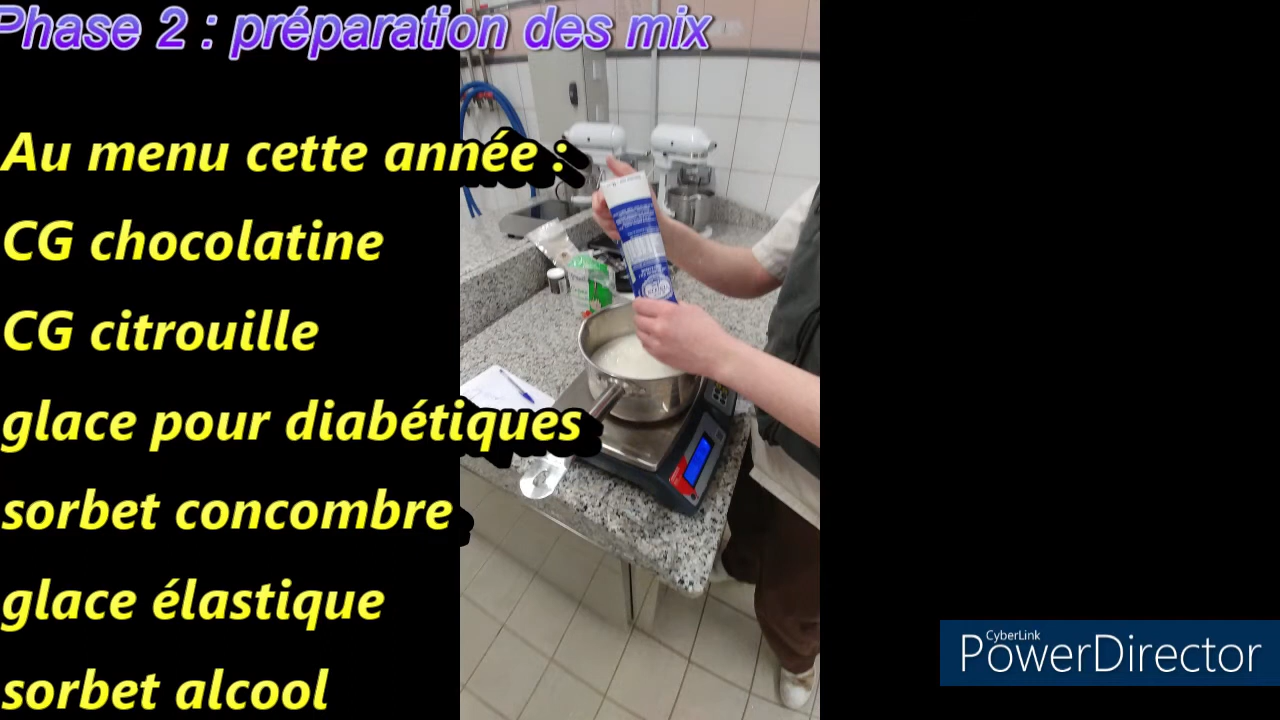 Phase 2 : préparation des mix
Au menu cette année :
CG chocolatine
CG citrouille
glace pour diabétiques
sorbet concombre
glace élastique
sorbet alcool
CyberLink
PowerDirector